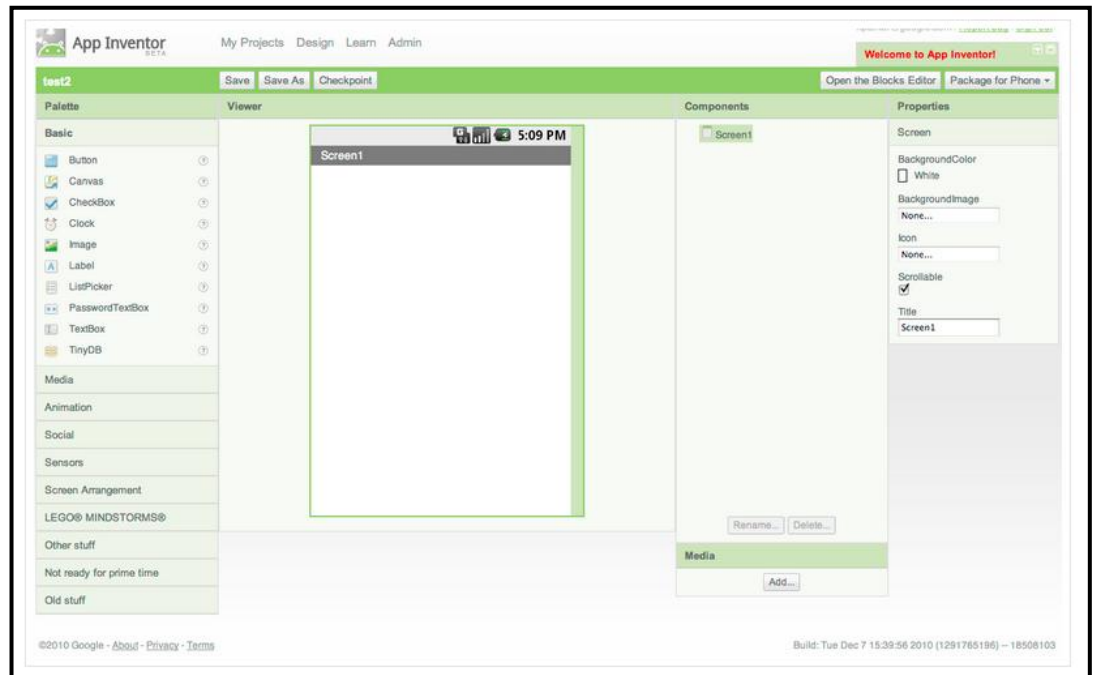 App Inventor
BETA
My Projects Design Learn Admin
Welcome to App Inventor!
test2
Save Save As Checkpoint
Open the Blocks Editor Package for Phone
Palette
Viewer
Components
Properties
Basic
Button
Canvas
CheckBox
Clock
Image
Label
ListPicker
PasswordTextBox
TextBox
TinyDB
Media
Animation
Social
Sensors
Screen Arrangement
LEGO® MINDSTORMS®
Other stuff
Not ready for prime time
Old stuff
5:09 PM
Screen1
Screen1
Rename... Delete...
Media
Add...
Screen
BackgroundColor
White
BackgroundImage
None...
Icon
None...
Scrollable
Title
Screen1
©2010 Google - About - Privacy - Terms
Build: Tue Dec 7 15:39:56 2010 (1291765196) -- 18508103